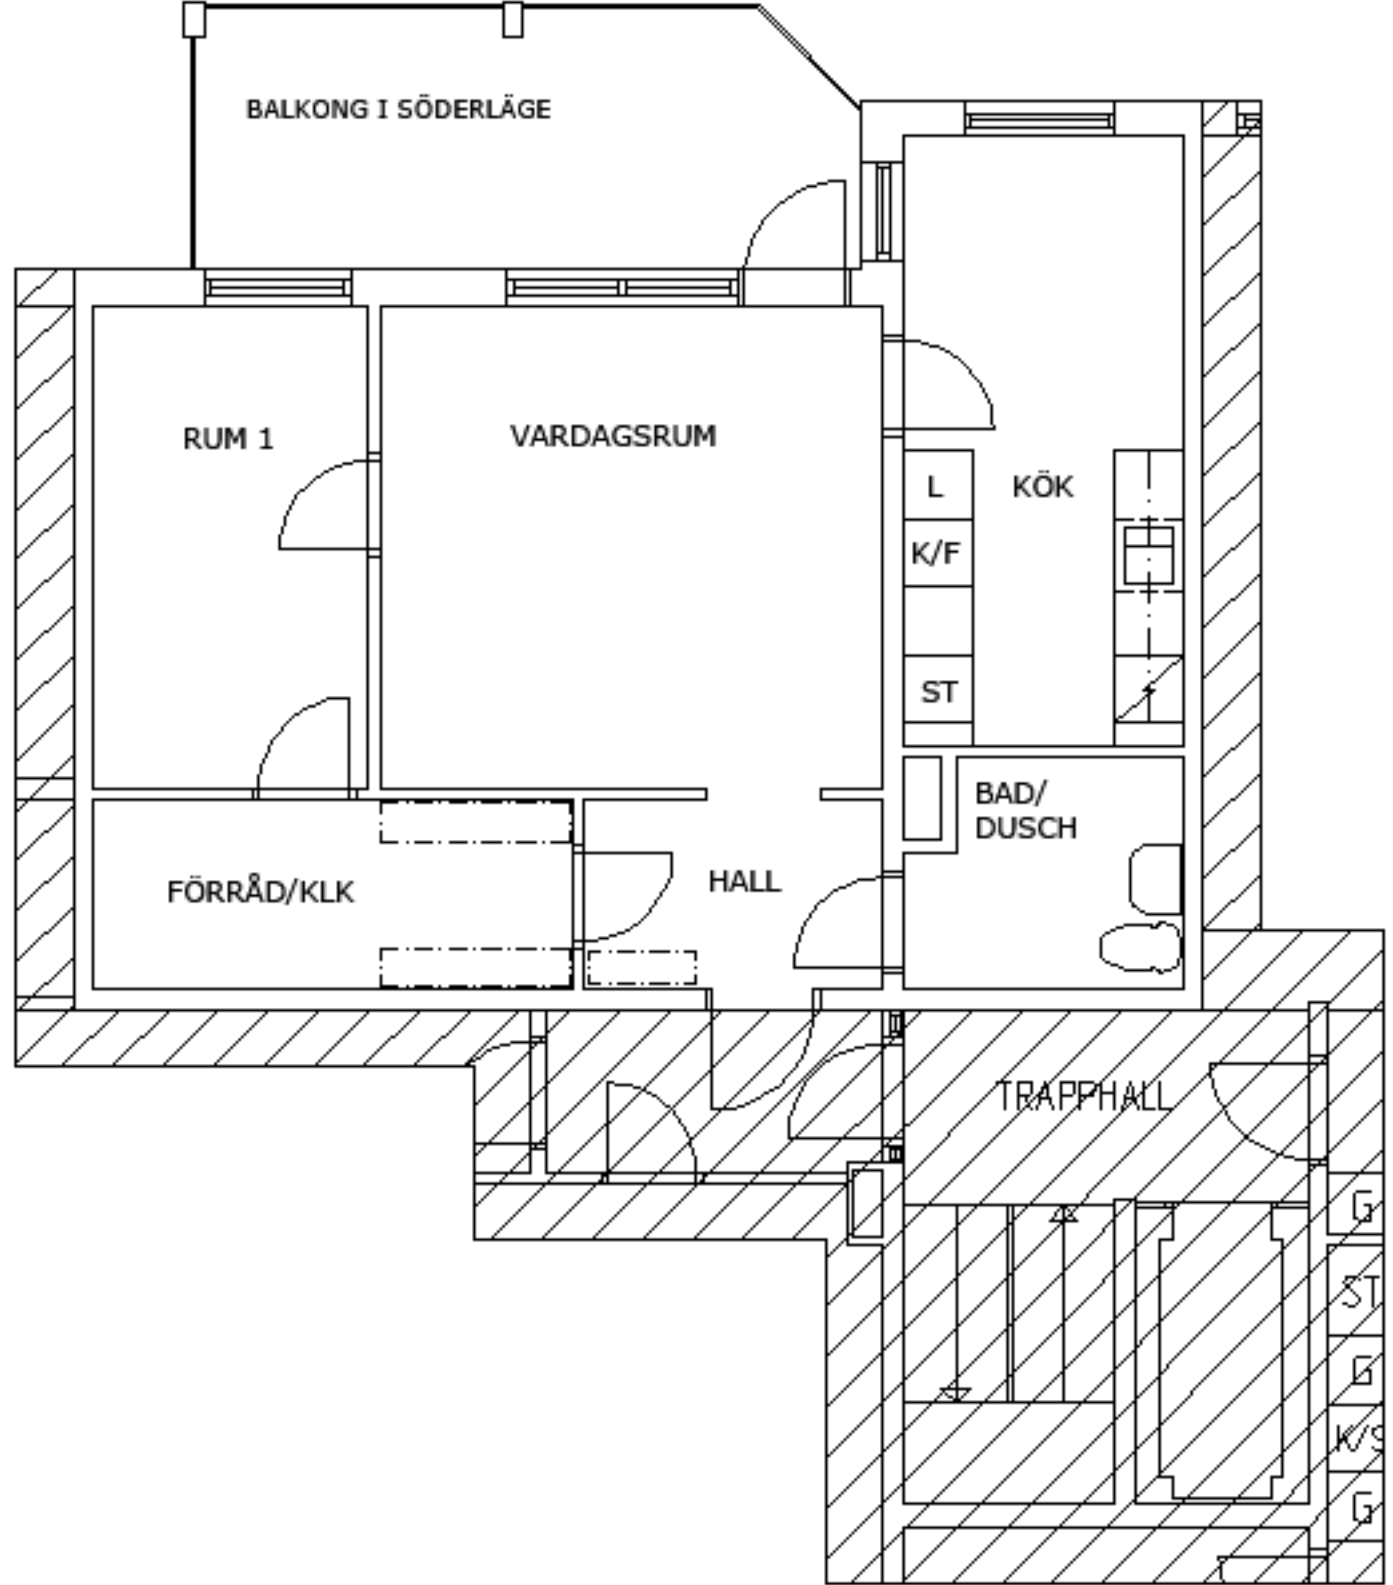 BALKONG I SÖDERLÄGE
RUM 1
VARDAGSRUM
L
KÖK
K/F
ST
BAD/
DUSCH
FÖRRÅD/KLK
HALL
TRAPPHALL
G
ST
G
K/S
G